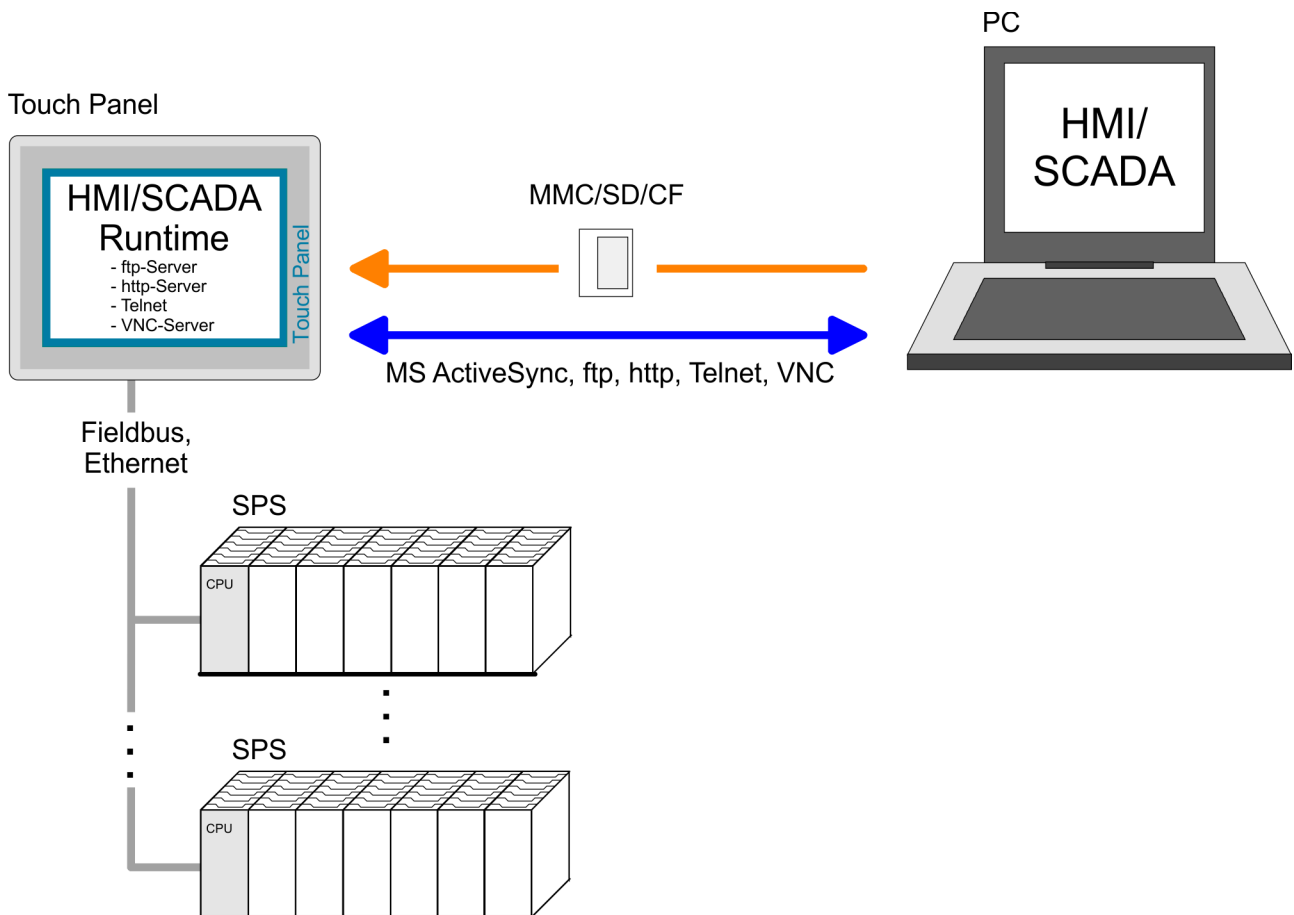 PC
Touch Panel
HMI/
SCADA
HMI/SCADA
Runtime
- ftp-Server
- http-Server
- Telnet
- VNC-Server
Touch Panel
MMC/SD/CF
MS ActiveSync, ftp, http, Telnet, VNC
Fieldbus,
Ethernet
SPS
CPU
SPS
CPU